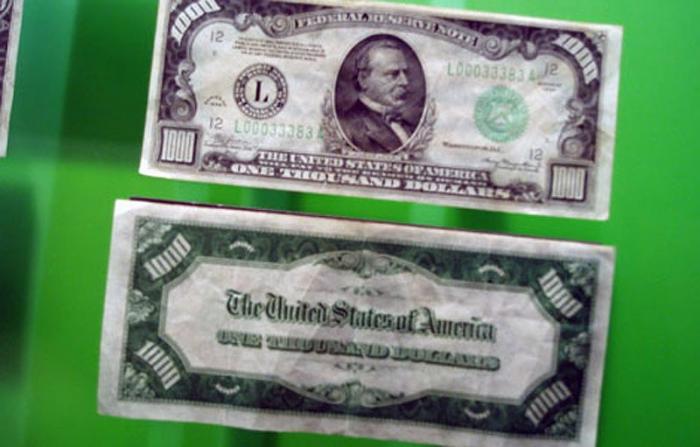 FEDERAL RESERVE NOTE
1000
1000
12
12
L00033383A
L
L00033383A
12
12
Washington, D.C.
1000
THE UNITED STATES OF AMERICA
ONE THOUSAND DOLLARS
1000
1000
1000
The United States of America
ONE THOUSAND DOLLARS
1000
1000